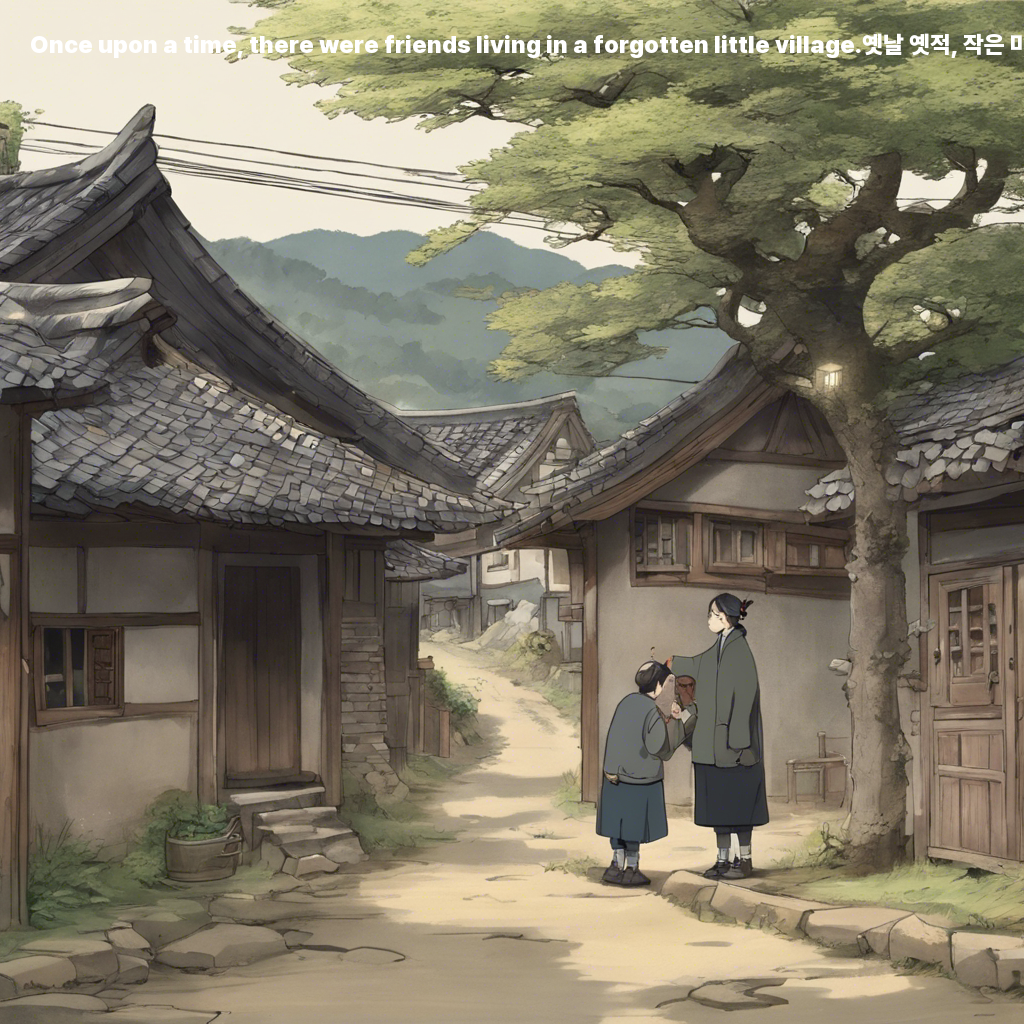 Once upon a time, there were friends living in a forgotten little village.옛날 옛적, 작은